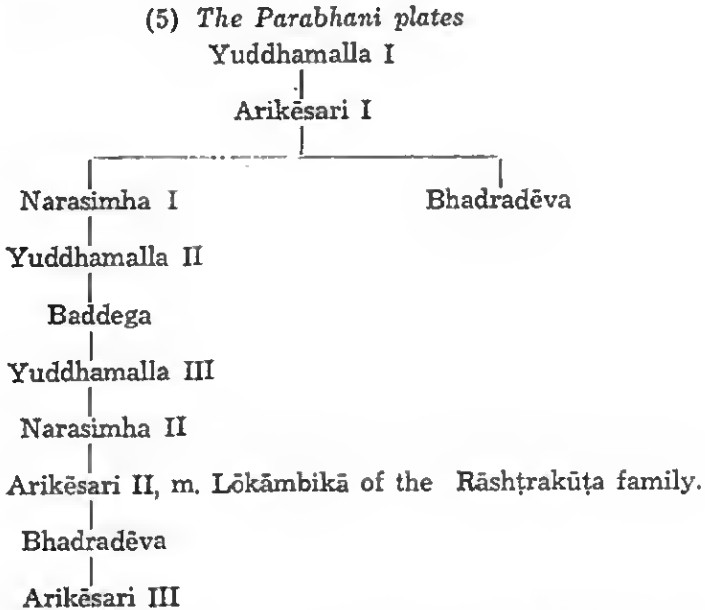 (5) The Parabhani plates
Yuddhamalla I
Arikēsari I
Narasimha I Bhadradēva
Yuddhamalla II
Baddega
Yuddhamalla III
Narasimha II
Arikēsari II, m. Lōkāmbikā of the Rāshṭrakūṭa family.
Bhadradēva
Arikēsari III